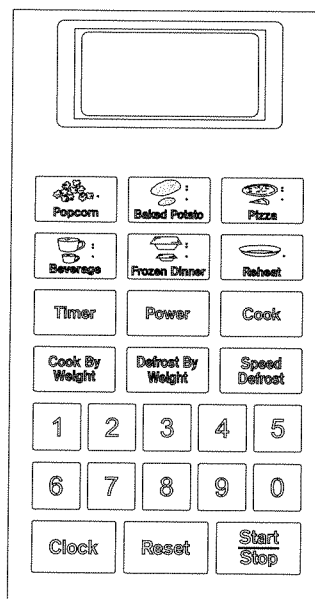 Popcorn Baked Potato Pizza
Beverage Frozen Dinner Reheat
Timer Power Cook
Cook By Defrost By Speed
Weight Weight Defrost
1 2 3 4 5
6 7 8 9 0
Clock Reset Start
Stop